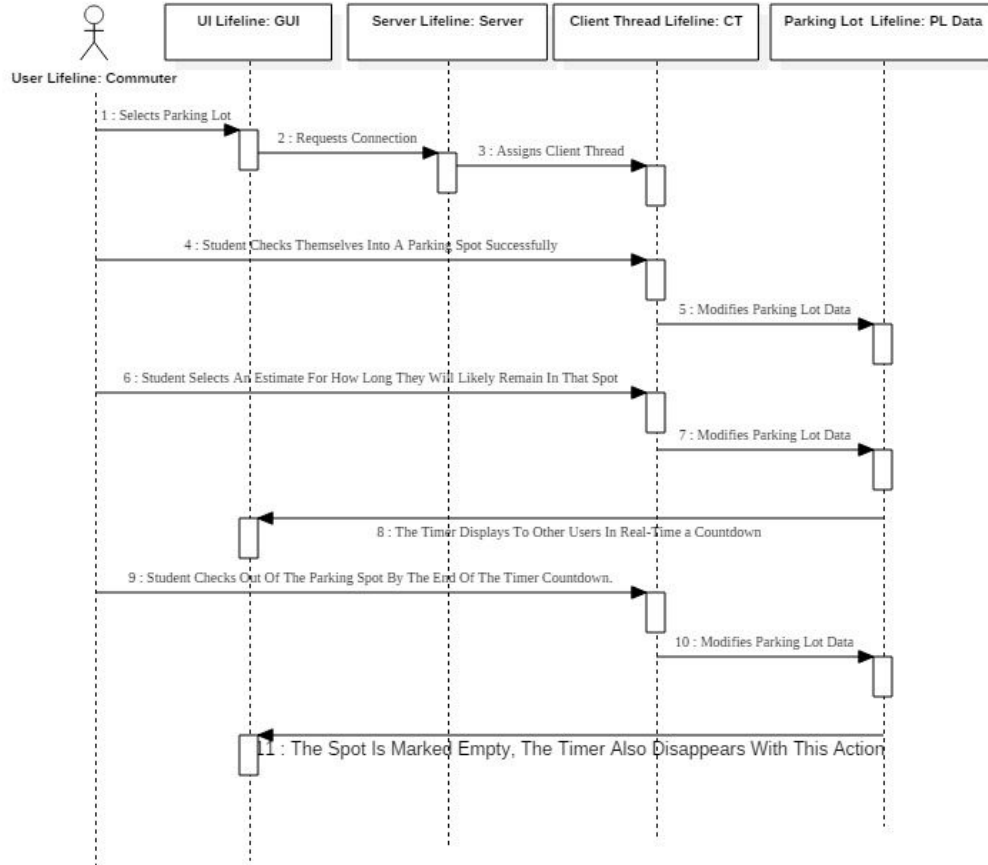 UI Lifeline: GUI
Server Lifeline: Server
Client Thread Lifeline: CT
Parking Lot Lifeline: PL Data
User Lifeline: Commuter
1 : Selects Parking Lot
2 : Requests Connection
3 : Assigns Client Thread
4 : Student Checks Themselves Into A Parking Spot Successfully
5 : Modifies Parking Lot Data
6 : Student Selects An Estimate For How Long They Will Likely Remain In That Spot
7 : Modifies Parking Lot Data
8 : The Timer Displays To Other Users In Real-Time a Countdown
9 : Student Checks Out Of The Parking Spot By The End Of The Timer Countdown.
10 : Modifies Parking Lot Data
11 : The Spot Is Marked Empty, The Timer Also Disappears With This Action